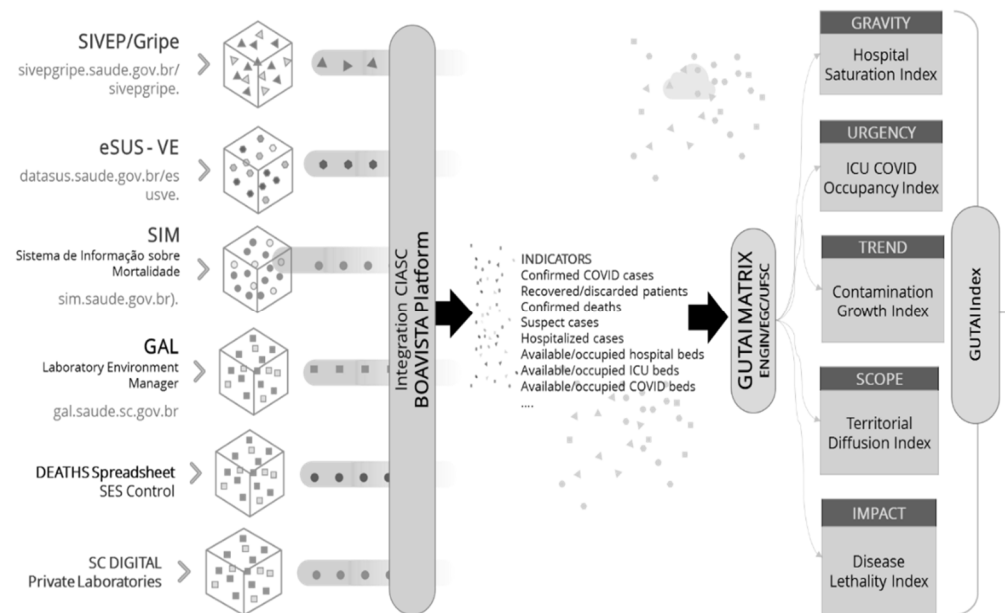 SIVEP/Gripe
sivepgripe.saude.gov.br/
sivepgripe.
eSUS - VE
datasus.saude.gov.br/es
usve.
SIM
Sistema de Informação sobre
Mortalidade
sim.saude.gov.br).
GAL
Laboratory Environment
Manager
gal.saude.sc.gov.br
DEATHS Spreadsheet
SES Control
SC DIGITAL
Private Laboratories
Integration CIASC
BOAVISTA Platform
INDICATORS
Confirmed COVID cases
Recovered/discarded patients
Confirmed deaths
Suspect cases
Hospitalized cases
Available/occupied hospital beds
Available/occupied ICU beds
Available/occupied COVID beds
....
GUTAI MATRIX
ENGIN/EGC/UFSC
GRAVITY
Hospital
Saturation Index
URGENCY
ICU COVID
Occupancy Index
TREND
Contamination
Growth Index
SCOPE
Territorial
Diffusion Index
IMPACT
Disease
Lethality Index
GUTAI Index